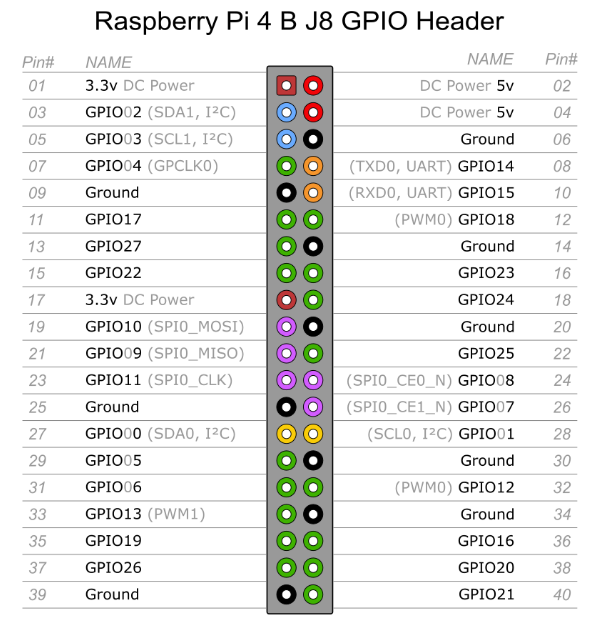 Raspberry Pi 4 B J8 GPIO Header
Pin# NAME NAME Pin#
01 3.3v DC Power DC Power 5v 02
03 GPIO02 (SDA1, I²C) DC Power 5v 04
05 GPIO03 (SCL1, I²C) Ground 06
07 GPIO04 (GPCLK0) (TXD0, UART) GPIO14 08
09 Ground (RXD0, UART) GPIO15 10
11 GPIO17 (PWM0) GPIO18 12
13 GPIO27 Ground 14
15 GPIO22 GPIO23 16
17 3.3v DC Power GPIO24 18
19 GPIO10 (SPI0_MOSI) Ground 20
21 GPIO09 (SPI0_MISO) GPIO25 22
23 GPIO11 (SPI0_CLK) (SPI0_CE0_N) GPIO08 24
25 Ground (SPI0_CE1_N) GPIO07 26
27 GPIO00 (SDA0, I²C) (SCL0, I²C) GPIO01 28
29 GPIO05 Ground 30
31 GPIO06 (PWM0) GPIO12 32
33 GPIO13 (PWM1) Ground 34
35 GPIO19 GPIO16 36
37 GPIO26 GPIO20 38
39 Ground GPIO21 40